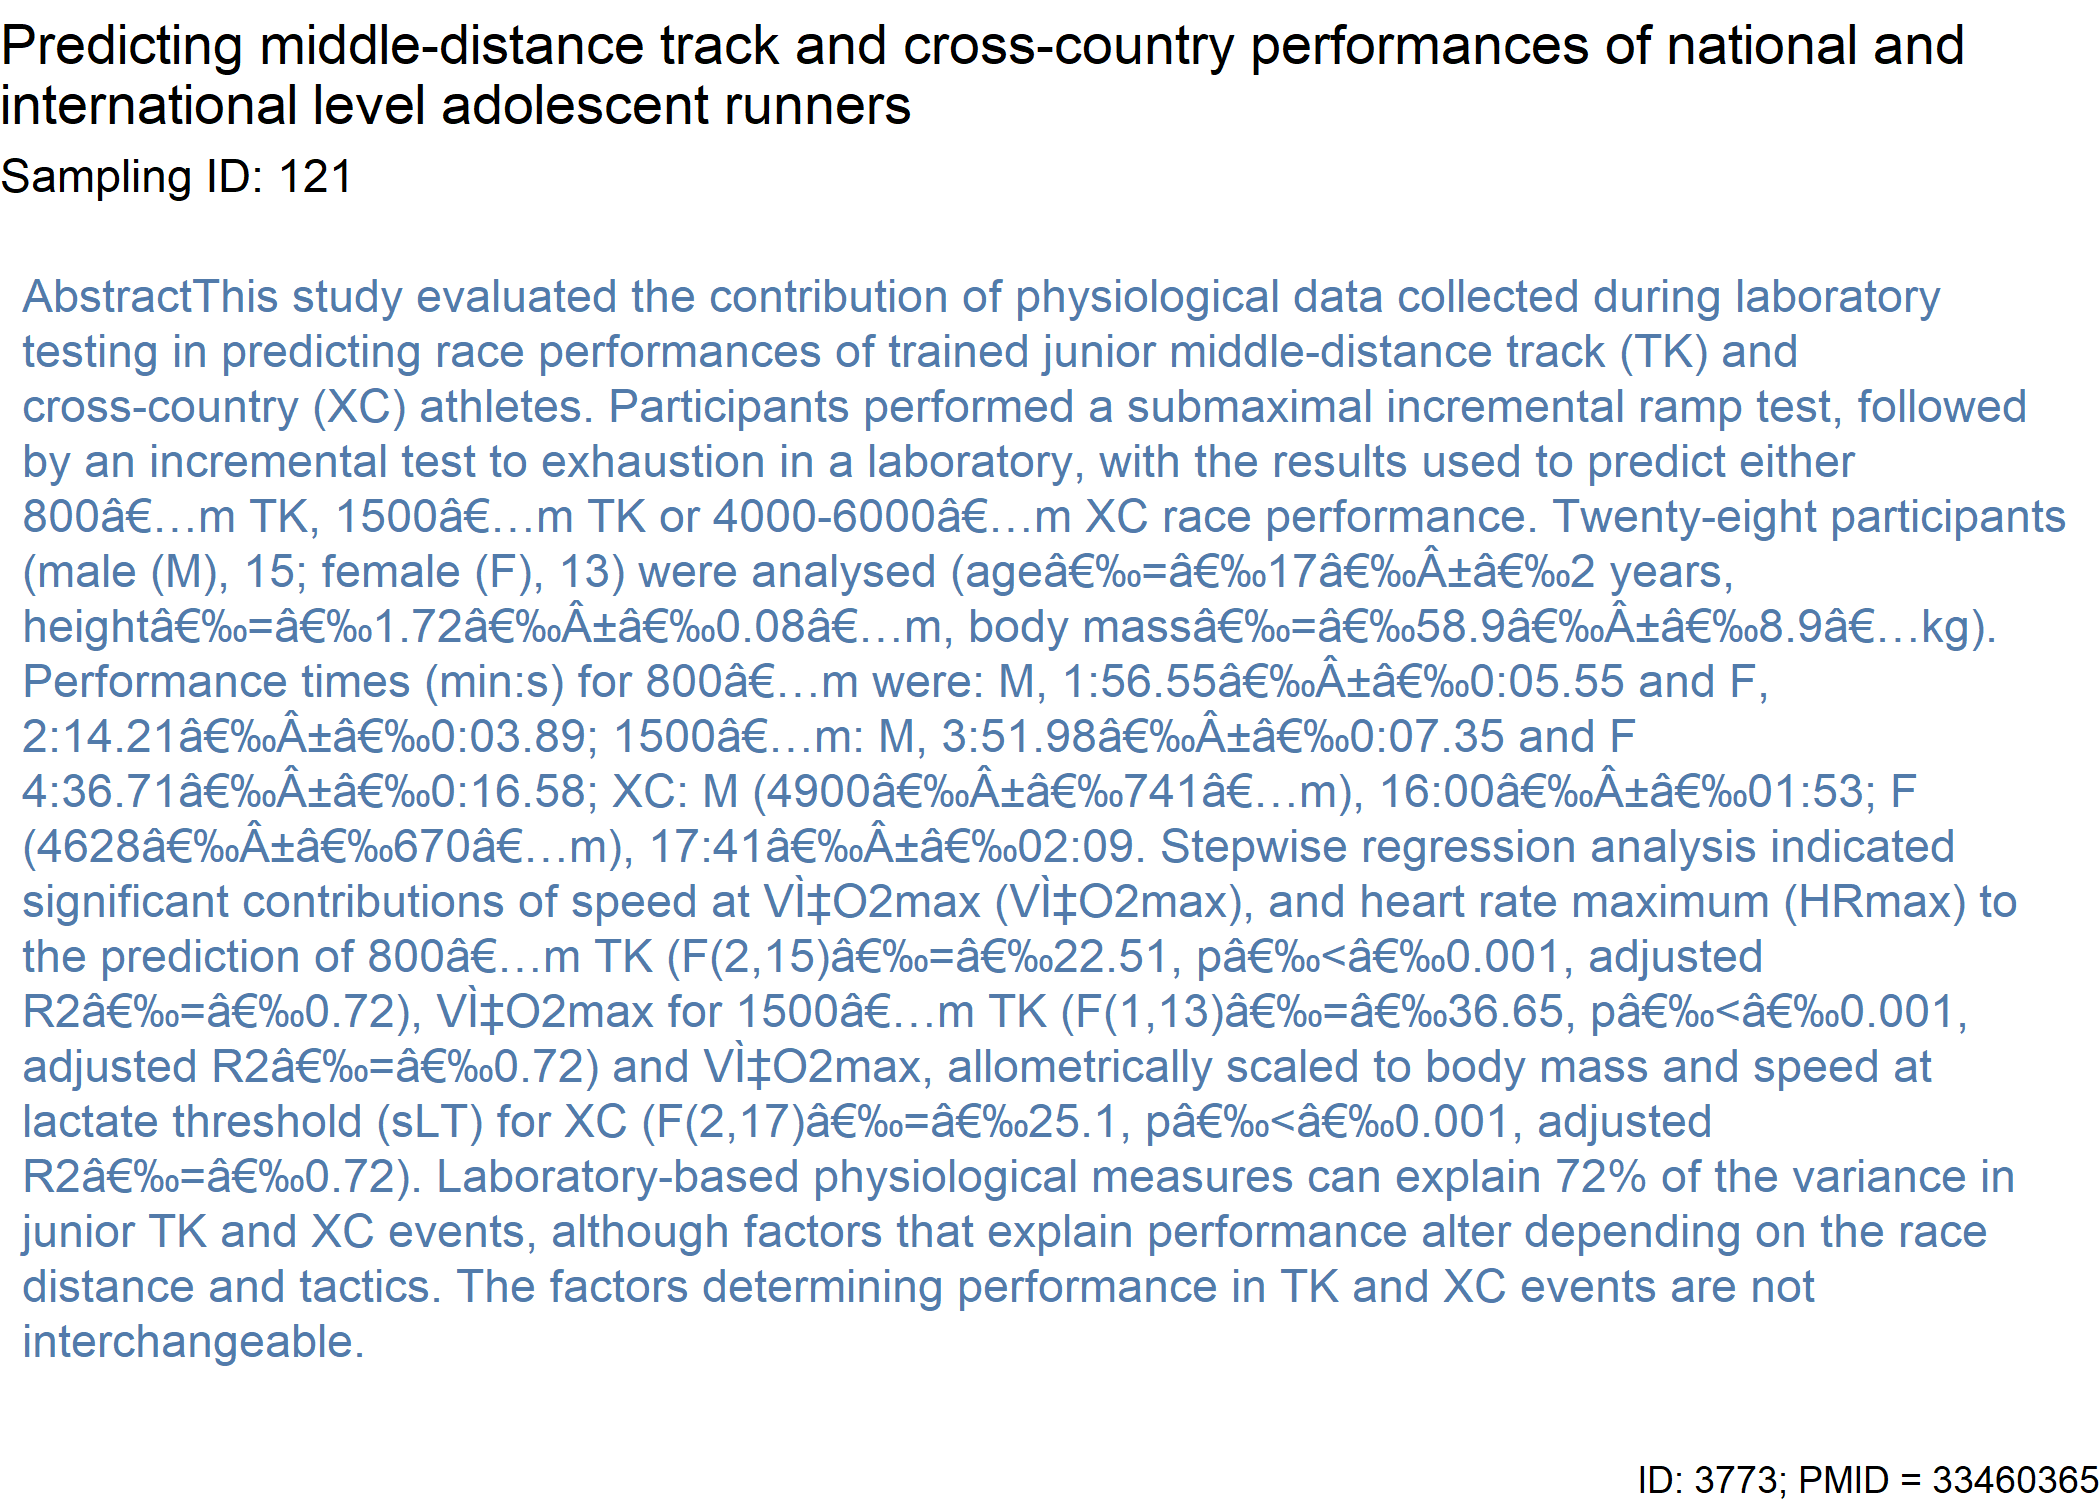 Predicting middle-distance track and cross-country performances of national and
international level adolescent runners
Sampling ID: 121
AbstractThis study evaluated the contribution of physiological data collected during laboratory
testing in predicting race performances of trained junior middle-distance track (TK) and
cross-country (XC) athletes. Participants performed a submaximal incremental ramp test, followed
by an incremental test to exhaustion in a laboratory, with the results used to predict either
800â€…m TK, 1500â€…m TK or 4000-6000â€…m XC race performance. Twenty-eight participants
(male (M), 15; female (F), 13) were analysed (ageâ€‰=â€‰17â€‰Â±â€‰2 years,
heightâ€‰=â€‰1.72â€‰Â±â€‰0.08â€…m, body massâ€‰=â€‰58.9â€‰Â±â€‰8.9â€…kg).
Performance times (min:s) for 800â€…m were: M, 1:56.55â€‰Â±â€‰0:05.55 and F,
2:14.21â€‰Â±â€‰0:03.89; 1500â€…m: M, 3:51.98â€‰Â±â€‰0:07.35 and F
4:36.71â€‰Â±â€‰0:16.58; XC: M (4900â€‰Â±â€‰741â€…m), 16:00â€‰Â±â€‰01:53; F
(4628â€‰Â±â€‰670â€…m), 17:41â€‰Â±â€‰02:09. Stepwise regression analysis indicated
significant contributions of speed at VÌ‡O2max (VÌ‡O2max), and heart rate maximum (HRmax) to
the prediction of 800â€…m TK (F(2,15)â€‰=â€‰22.51, pâ€‰<â€‰0.001, adjusted
R2â€‰=â€‰0.72), VÌ‡O2max for 1500â€…m TK (F(1,13)â€‰=â€‰36.65, pâ€‰<â€‰0.001,
adjusted R2â€‰=â€‰0.72) and VÌ‡O2max, allometrically scaled to body mass and speed at
lactate threshold (sLT) for XC (F(2,17)â€‰=â€‰25.1, pâ€‰<â€‰0.001, adjusted
R2â€‰=â€‰0.72). Laboratory-based physiological measures can explain 72% of the variance in
junior TK and XC events, although factors that explain performance alter depending on the race
distance and tactics. The factors determining performance in TK and XC events are not
interchangeable.
ID: 3773; PMID = 33460365